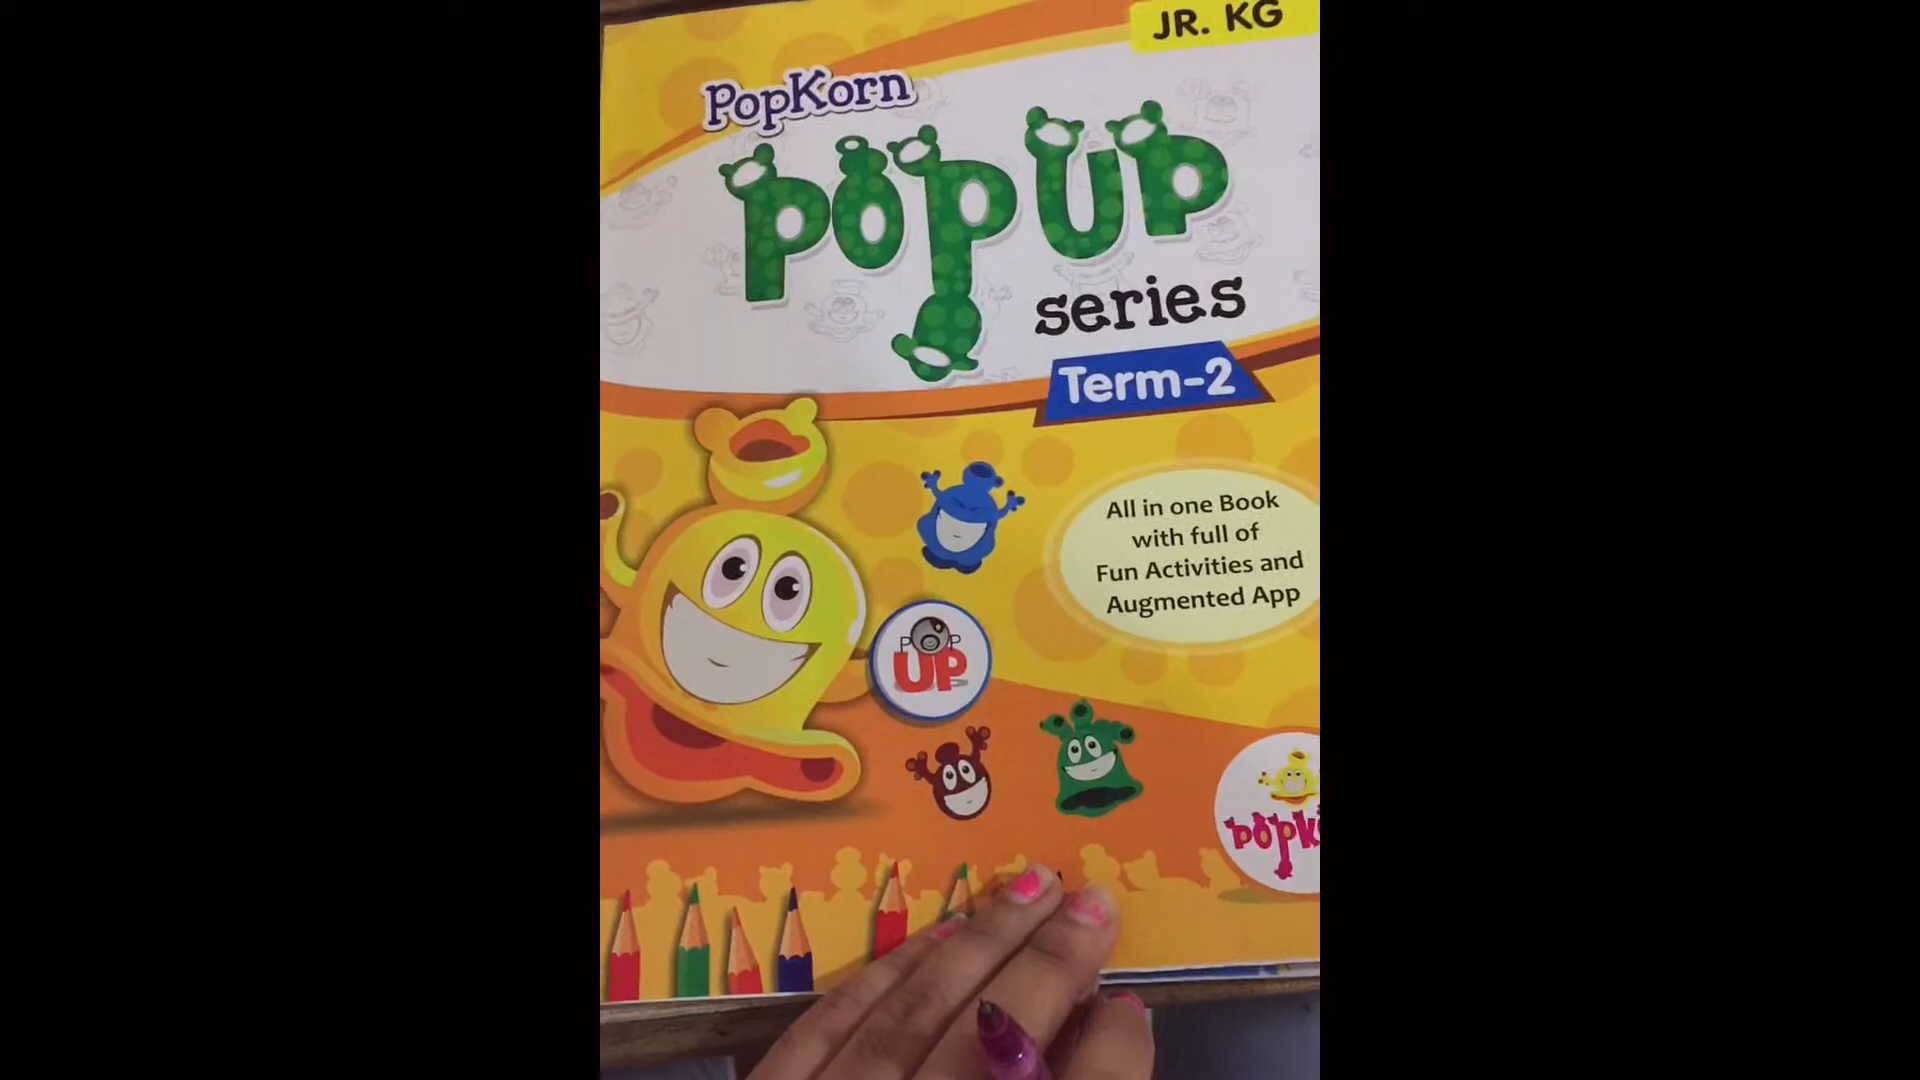 JR. KG
PopKorn
POP UP
series
Term-2
All in one Book
with full of
Fun Activities and
Augmented App
POP
UP